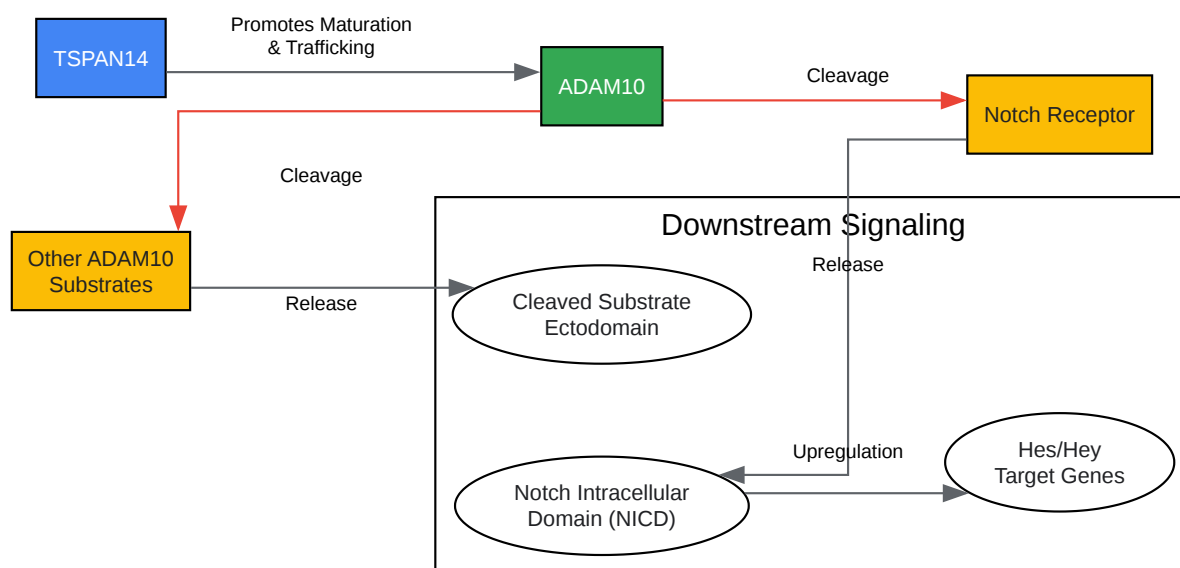 Promotes Maturation
& Trafficking
TSPAN14
ADAM10
Cleavage
Notch Receptor
Cleavage
Downstream Signaling
Other ADAM10
Substrates
Release
Release
Cleaved Substrate
Ectodomain
Upregulation
Hes/Hey
Target Genes
Notch Intracellular
Domain (NICD)